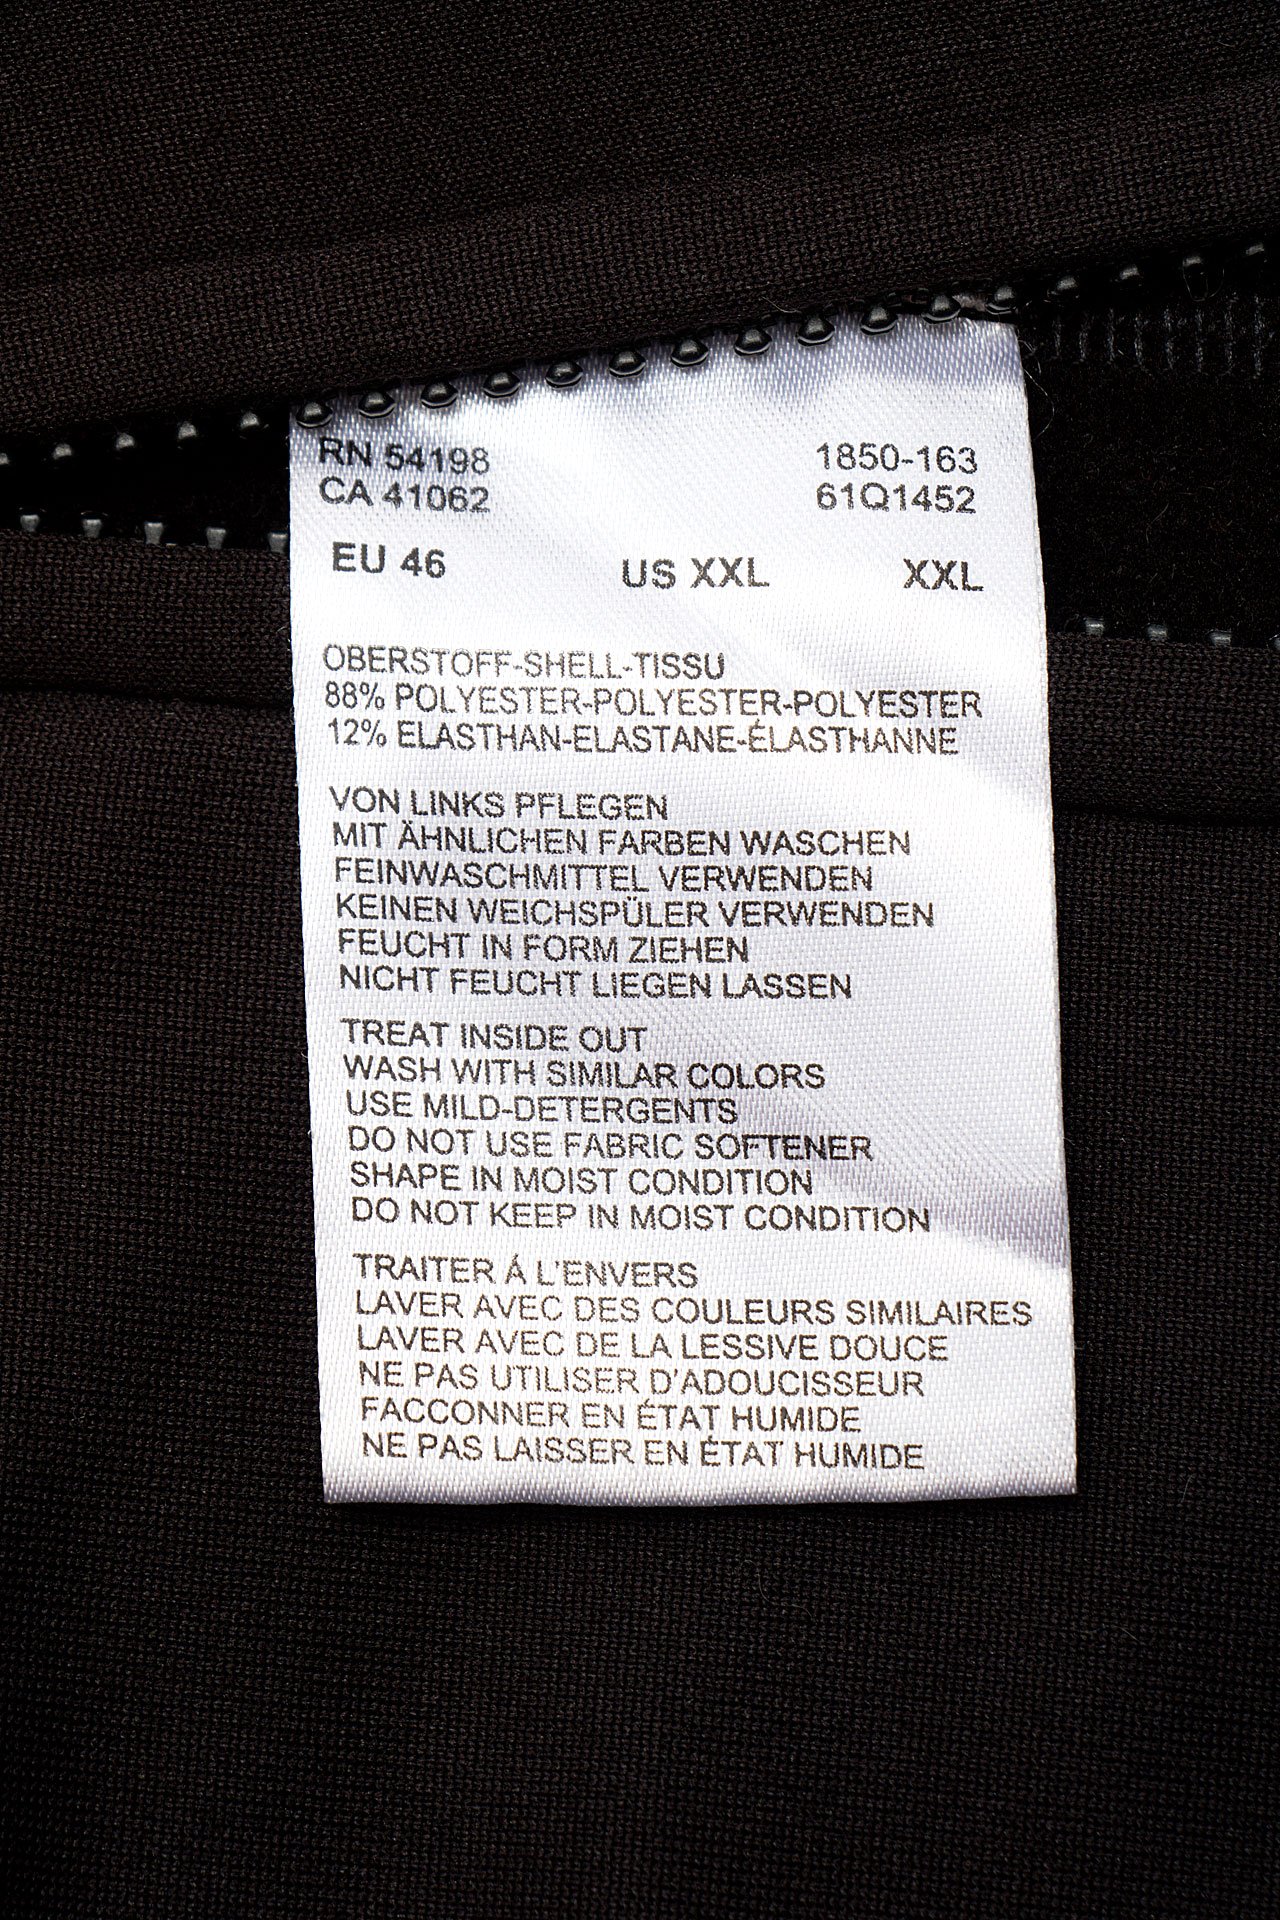 RN 54198 1850-163
CA 41062 61Q1452
EU 46 US XXL XXL
OBERSTOFF-SHELL-TISSU
88% POLYESTER-POLYESTER-POLYESTER
12% ELASTHAN-ELASTANE-ÉLASTHANNE
VON LINKS PFLEGEN
MIT ÄHNLICHEN FARBEN WASCHEN
FEINWASCHMITTEL VERWENDEN
KEINEN WEICHSPÜLER VERWENDEN
FEUCHT IN FORM ZIEHEN
NICHT FEUCHT LIEGEN LASSEN
TREAT INSIDE OUT
WASH WITH SIMILAR COLORS
USE MILD-DETERGENTS
DO NOT USE FABRIC SOFTENER
SHAPE IN MOIST CONDITION
DO NOT KEEP IN MOIST CONDITION
TRAITER Á L'ENVERS
LAVER AVEC DES COULEURS SIMILAIRES
LAVER AVEC DE LA LESSIVE DOUCE
NE PAS UTILISER D'ADOUCISSEUR
FACCONNER EN ÉTAT HUMIDE
NE PAS LAISSER EN ÉTAT HUMIDE